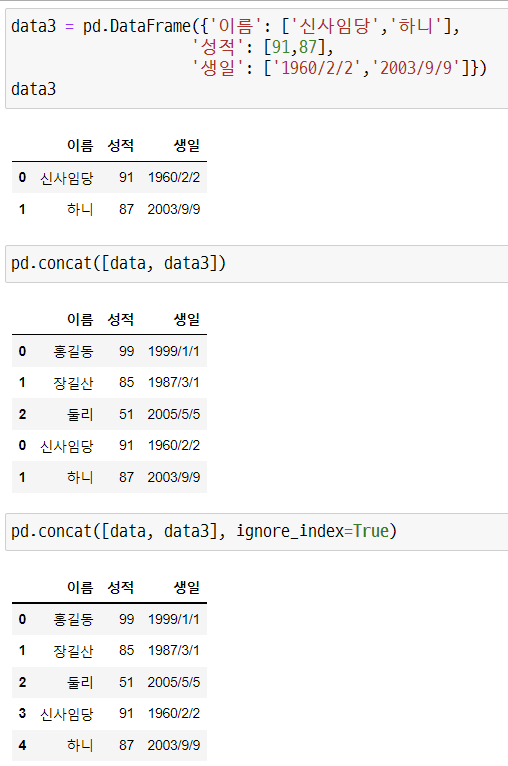 data3 = pd.DataFrame({'이름': ['신사임당','하니'],
'성적': [91,87],
'생일': ['1960/2/2','2003/9/9']})
data3
이름 성적 생일
0 신사임당 91 1960/2/2
1 하니 87 2003/9/9
pd.concat([data, data3])
이름 성적 생일
0 홍길동 99 1999/1/1
1 장길산 85 1987/3/1
2 둘리 51 2005/5/5
0 신사임당 91 1960/2/2
1 하니 87 2003/9/9
pd.concat([data, data3], ignore_index=True)
이름 성적 생일
0 홍길동 99 1999/1/1
1 장길산 85 1987/3/1
2 둘리 51 2005/5/5
3 신사임당 91 1960/2/2
4 하니 87 2003/9/9